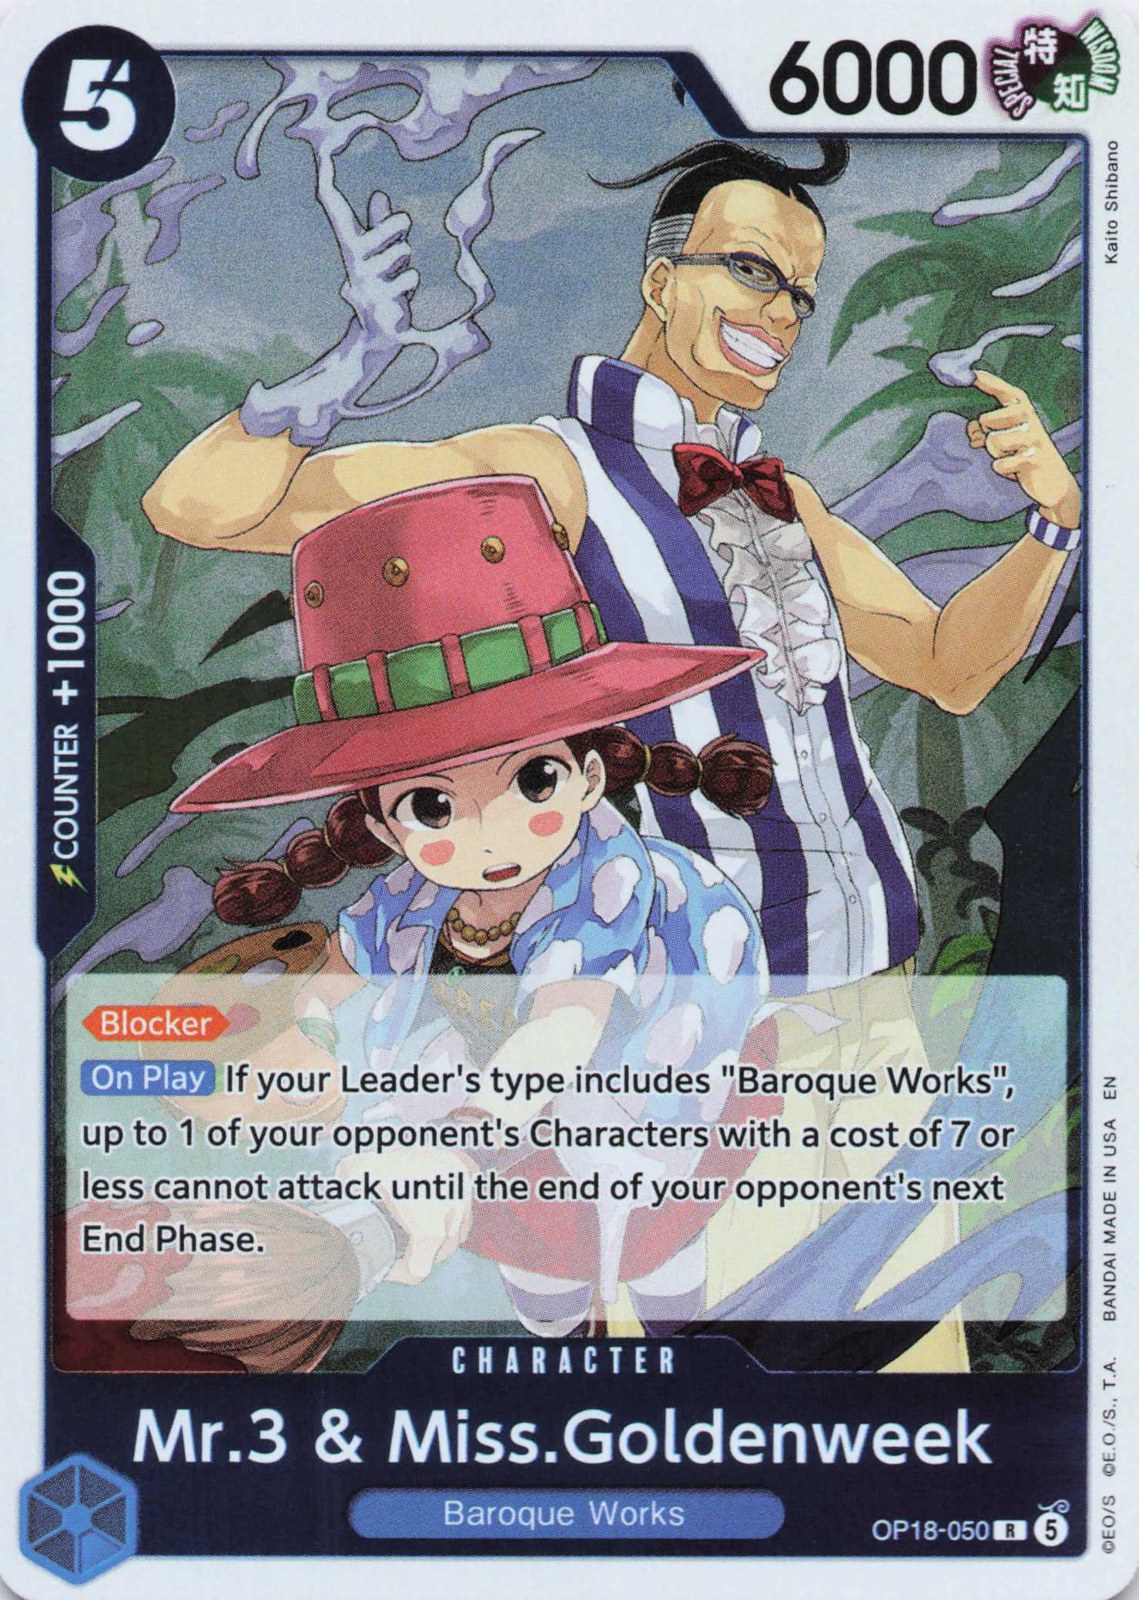 5
6000
特
知
SPECIAL
WISDOM
Kaito Shibano
COUNTER +1000
Blocker
On Play If your Leader's type includes "Baroque Works",
up to 1 of your opponent's Characters with a cost of 7 or
less cannot attack until the end of your opponent's next
End Phase.
CHARACTER
Mr.3 & Miss.Goldenweek
Baroque Works
OP18-050 R 5
©EO/S ©E.O./S., T.A. BANDAI MADE IN USA EN